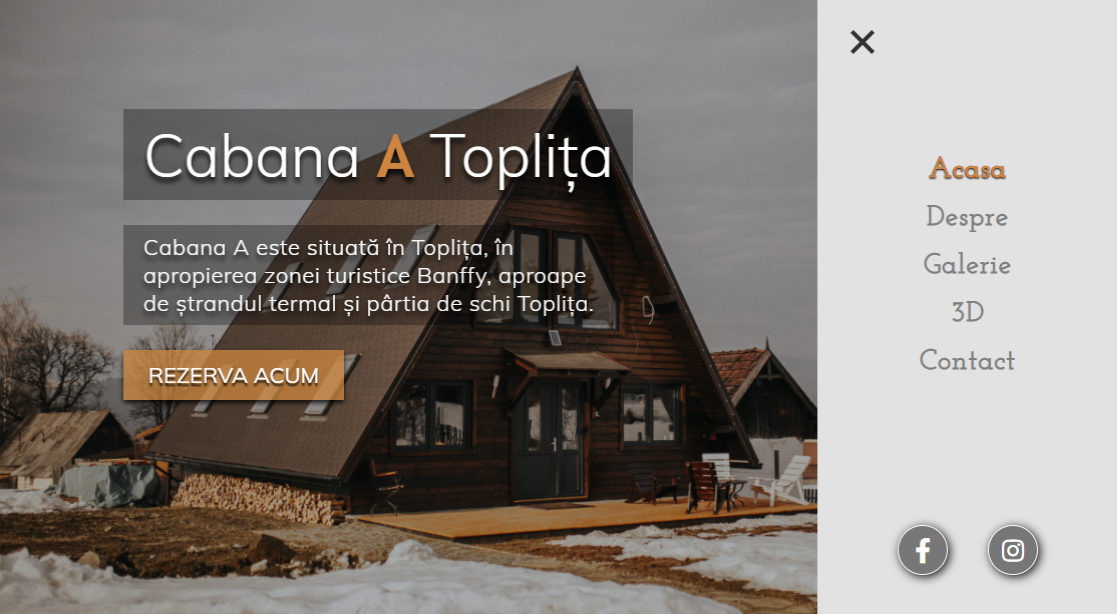 Cabana A Toplița
Cabana A este situată în Toplița, în
apropierea zonei turistice Banffy, aproape
de ștrandul termal și pârtia de schi Toplița.
REZERVA ACUM
Acasa
Despre
Galerie
3D
Contact